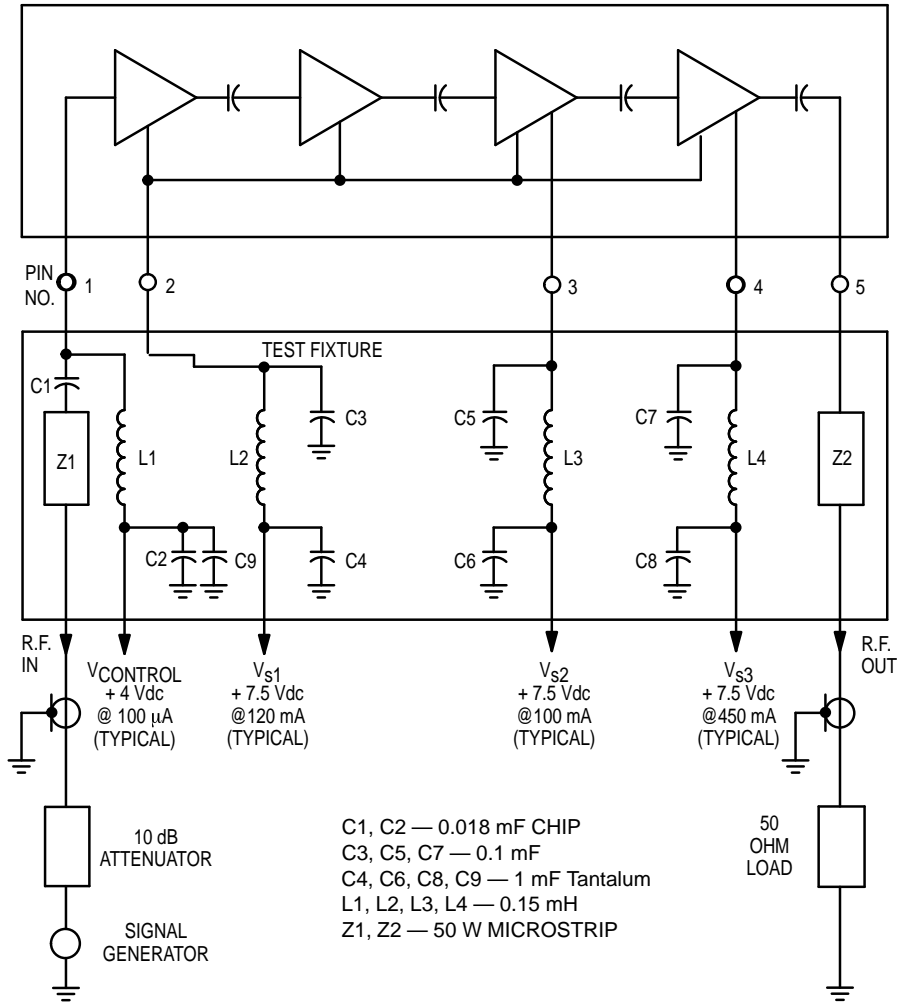 PIN
NO.
1
2
3
4
5
TEST FIXTURE
C1
C3
C5
C7
Z1
L1
L2
L3
L4
Z2
C2
C9
C4
C6
C8
R.F.
IN
VCONTROL
+ 4 Vdc
@ 100 μA
(TYPICAL)
Vs1
+ 7.5 Vdc
@120 mA
(TYPICAL)
Vs2
+ 7.5 Vdc
@100 mA
(TYPICAL)
Vs3
+ 7.5 Vdc
@450 mA
(TYPICAL)
R.F.
OUT
10 dB
ATTENUATOR
SIGNAL
GENERATOR
C1, C2 — 0.018 mF CHIP
C3, C5, C7 — 0.1 mF
C4, C6, C8, C9 — 1 mF Tantalum
L1, L2, L3, L4 — 0.15 mH
Z1, Z2 — 50 W MICROSTRIP
50
OHM
LOAD